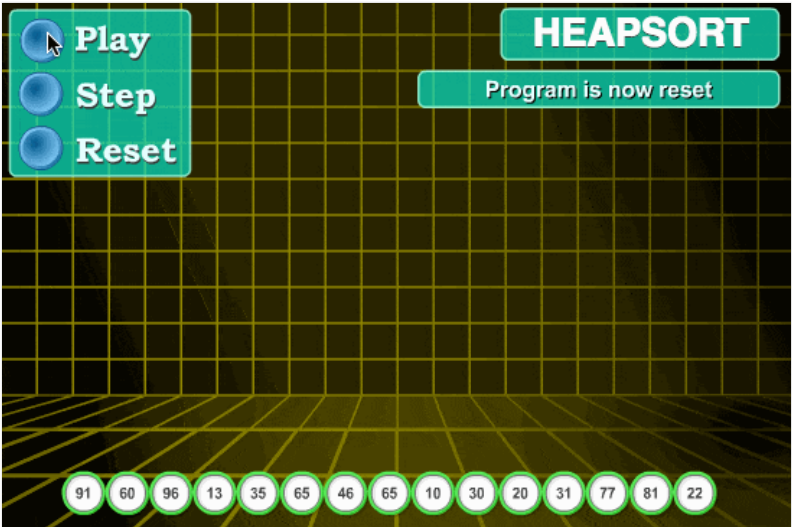 Play
Step
Reset
HEAPSORT
Program is now reset
91 60 96 13 35 65 46 65 10 30 20 31 77 81 22